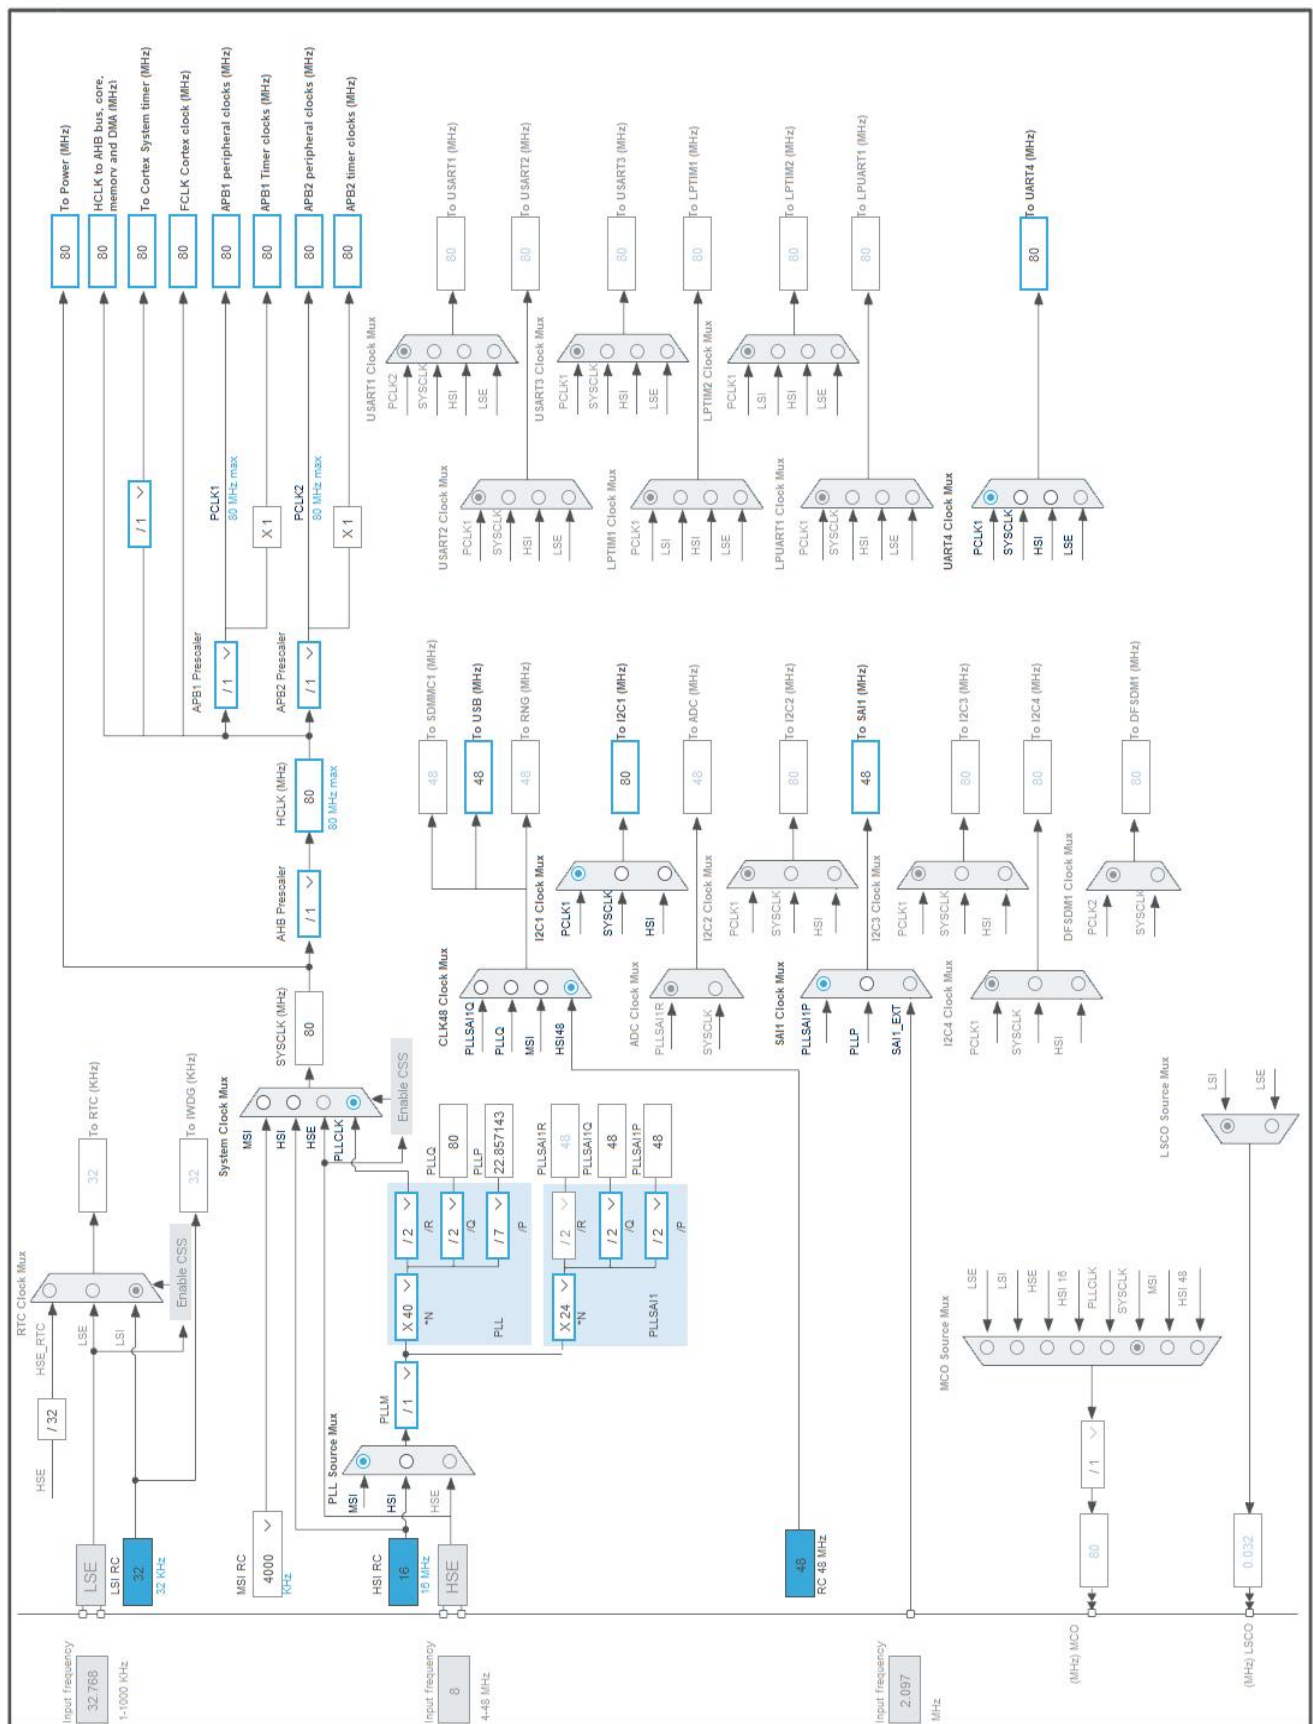 Input frequency
32.768
1-1000 KHz
LSE
LSI RC
32
32 KHz
HSE
/ 32
HSE_RTC
LSE
LSI
RTC Clock Mux
Enable CSS
32
To RTC (KHz)
32
To IWDG (KHz)
MSI RC
4000
KHz
HSI RC
16
16 MHz
Input frequency
8
4-48 MHz
HSE
PLL Source Mux
MSI
HSI
HSE
PLLM
/ 1
X 40
*N
PLL
/ 2
/R
/ 2
/Q
/ 7
/P
PLLQ
80
PLLP
22.857143
X 24
*N
PLLSAI1
/ 2
/R
/ 2
/Q
/ 2
/P
PLLSAI1R
48
PLLSAI1Q
48
PLLSAI1P
48
System Clock Mux
MSI
HSI
HSE
PLLCLK
Enable CSS
SYSCLK (MHz)
80
AHB Prescaler
/ 1
HCLK (MHz)
80
80 MHz max
APB1 Prescaler
/ 1
APB2 Prescaler
/ 1
/ 1
PCLK1
80 MHz max
X 1
PCLK2
80 MHz max
X 1
80
To Power (MHz)
80
HCLK to AHB bus, core,
memory and DMA (MHz)
80
To Cortex System timer (MHz)
80
FCLK Cortex clock (MHz)
80
APB1 peripheral clocks (MHz)
80
APB1 Timer clocks (MHz)
80
APB2 peripheral clocks (MHz)
80
APB2 timer clocks (MHz)
48
RC 48 MHz
CLK48 Clock Mux
PLLSAI1Q
PLLQ
MSI
HSI48
48
To SDMMC1 (MHz)
48
To USB (MHz)
48
To RNG (MHz)
I2C1 Clock Mux
PCLK1
SYSCLK
HSI
80
To I2C1 (MHz)
ADC Clock Mux
PLLSAI1R
SYSCLK
48
To ADC (MHz)
I2C2 Clock Mux
PCLK1
SYSCLK
HSI
80
To I2C2 (MHz)
SAI1 Clock Mux
PLLSAI1P
PLLP
SAI1_EXT
48
To SAI1 (MHz)
Input frequency
2.097
MHz
I2C3 Clock Mux
PCLK1
SYSCLK
HSI
80
To I2C3 (MHz)
I2C4 Clock Mux
PCLK1
SYSCLK
HSI
80
To I2C4 (MHz)
DFSDM1 Clock Mux
PCLK2
SYSCLK
80
To DFSDM1 (MHz)
USART1 Clock Mux
PCLK2
SYSCLK
HSI
LSE
80
To USART1 (MHz)
USART2 Clock Mux
PCLK1
SYSCLK
HSI
LSE
80
To USART2 (MHz)
USART3 Clock Mux
PCLK1
SYSCLK
HSI
LSE
80
To USART3 (MHz)
LPTIM1 Clock Mux
PCLK1
LSI
HSI
LSE
80
To LPTIM1 (MHz)
LPTIM2 Clock Mux
PCLK1
LSI
HSI
LSE
80
To LPTIM2 (MHz)
LPUART1 Clock Mux
PCLK1
SYSCLK
HSI
LSE
80
To LPUART1 (MHz)
UART4 Clock Mux
PCLK1
SYSCLK
HSI
LSE
80
To UART4 (MHz)
MCO Source Mux
LSE
LSI
HSE
HSI 16
PLLCLK
SYSCLK
MSI
HSI 48
/ 1
80
(MHz) MCO
LSCO Source Mux
LSI
LSE
0.032
(MHz) LSCO